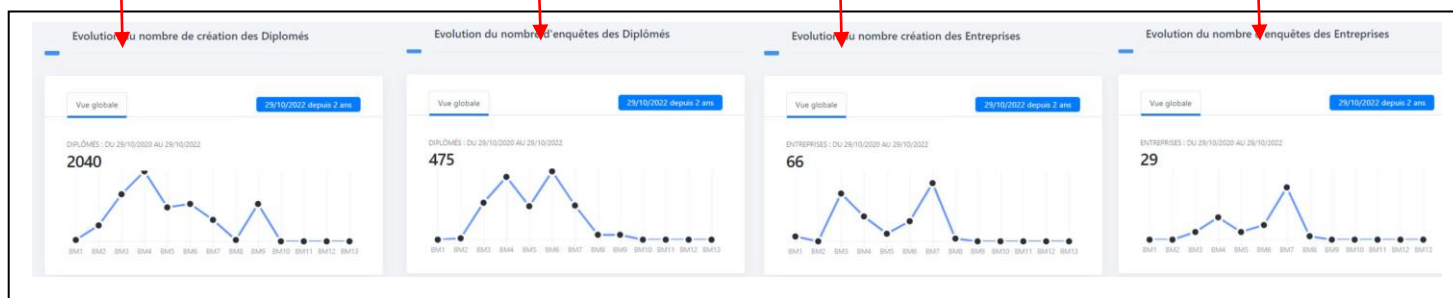 Evolution du nombre de création des Diplomés
Vue globale
29/10/2022 depuis 2 ans
DIPLÔMÉS : DU 29/10/2020 AU 29/10/2022
2040
BM1 BM2 BM3 BM4 BM5 BM6 BM7 BM8 BM9 BM10 BM11 BM12 BM13
Evolution du nombre d'enquêtes des Diplômés
Vue globale
29/10/2022 depuis 2 ans
DIPLÔMÉS : DU 29/10/2020 AU 29/10/2022
475
BM1 BM2 BM3 BM4 BM5 BM6 BM7 BM8 BM9 BM10 BM11 BM12 BM13
Evolution du nombre création des Entreprises
Vue globale
29/10/2022 depuis 2 ans
ENTREPRISES : DU 29/10/2020 AU 29/10/2022
66
BM1 BM2 BM3 BM4 BM5 BM6 BM7 BM8 BM9 BM10 BM11 BM12 BM13
Evolution du nombre d'enquêtes des Entreprises
Vue globale
29/10/2022 depuis 2 ans
ENTREPRISES : DU 29/10/2020 AU 29/10/2022
29
BM1 BM2 BM3 BM4 BM5 BM6 BM7 BM8 BM9 BM10 BM11 BM12 BM13